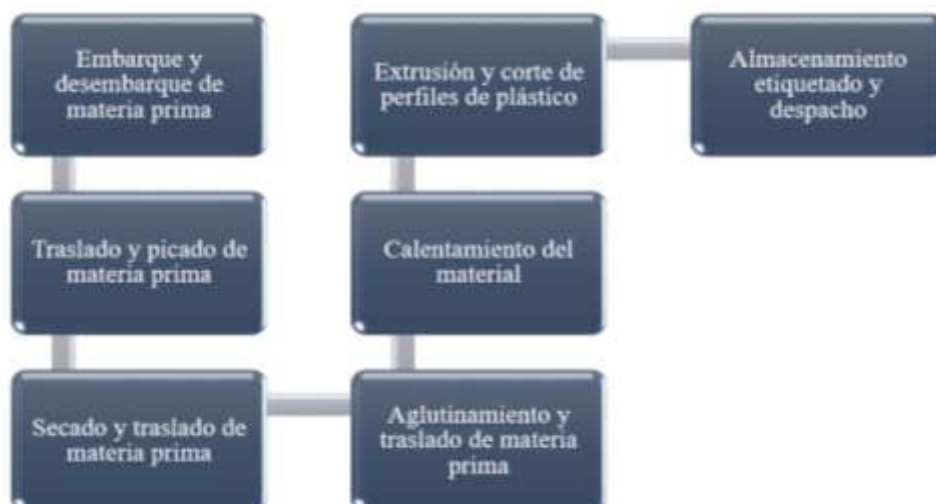 Embarque y
desembarque de
materia prima
Traslado y picado de
materia prima
Secado y traslado de
materia prima
Aglutinamiento y
traslado de materia
prima
Calentamiento del
material
Extrusión y corte de
perfiles de plástico
Almacenamiento
etiquetado y
despacho